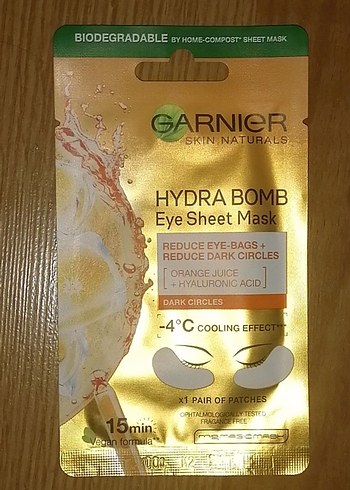 BIODEGRADABLE BY HOME-COMPOST* SHEET MASK
GARNIER
SKIN NATURALS
HYDRA BOMB
Eye Sheet Mask
REDUCE EYE-BAGS +
REDUCE DARK CIRCLES
[ORANGE JUICE
+ HYALURONIC ACID]
DARK CIRCLES
-4°C COOLING EFFECT***
x1 PAIR OF PATCHES
OPHTALMOLOGICALLY TESTED
FRAGRANCE FREE
15min
Vegan formula**